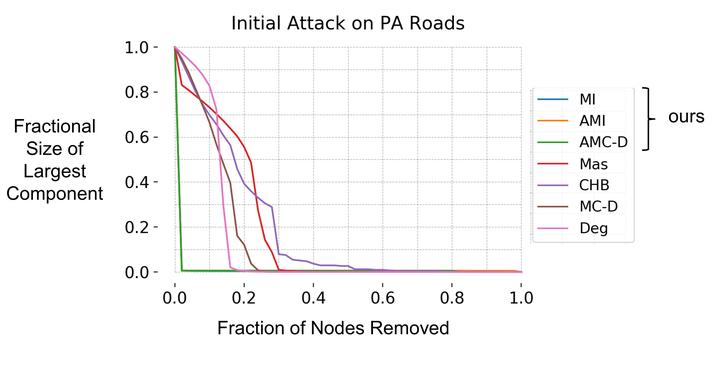 Initial Attack on PA Roads
1.0
0.8
0.6
0.4
0.2
0.0
Fractional
Size of
Largest
Component
0.0 0.2 0.4 0.6 0.8 1.0
Fraction of Nodes Removed
MI
AMI
AMC-D
Mas
CHB
MC-D
Deg
ours